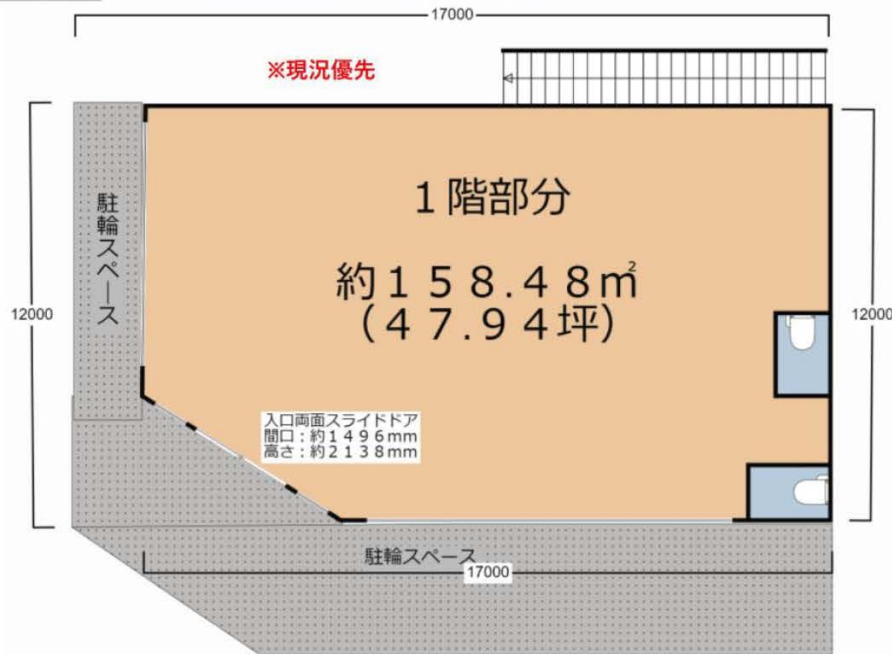 17000
※現況優先
1階部分
約158.48㎡
(47.94坪)
駐輪スペース
12000
12000
入口両面スライドドア
間口：約1496mm
高さ：約2138mm
駐輪スペース
17000